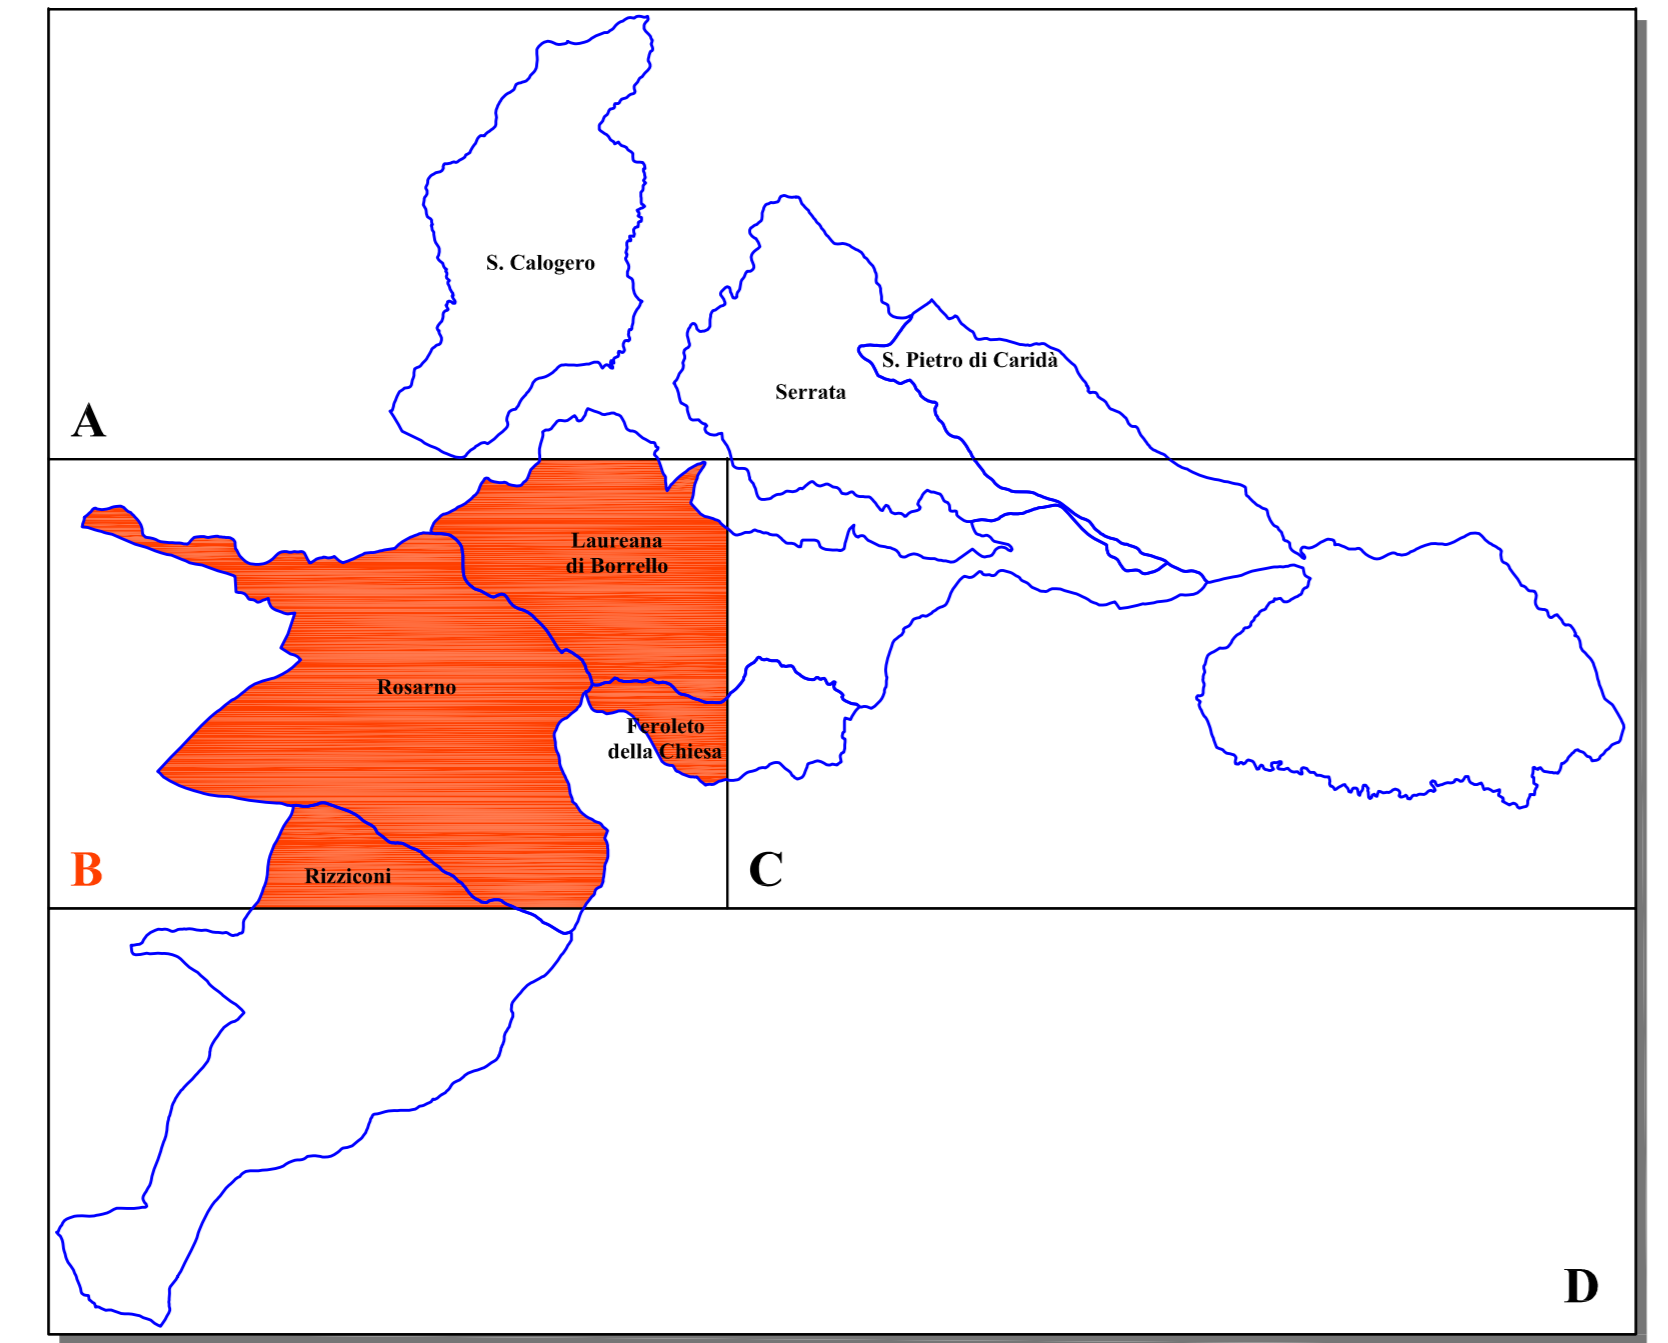 S. Calogero
S. Pietro di Caridà
Serrata
A
Laureana
di Borrello
Rosarno
Feroleto
della Chiesa
B
Rizziconi
C
D